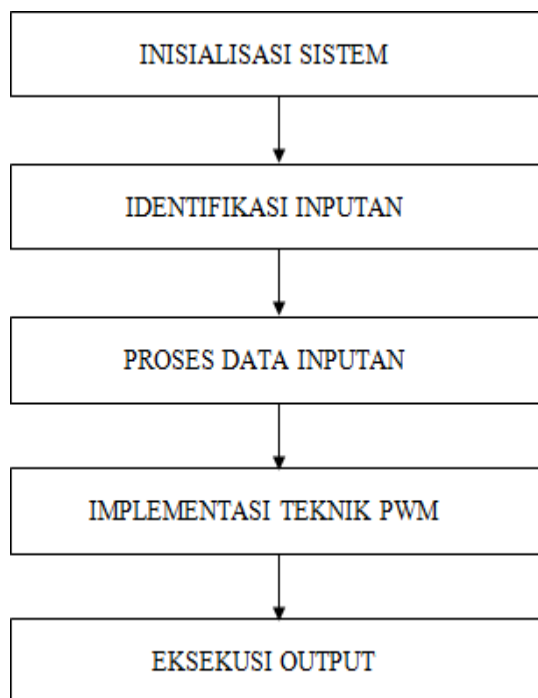 INISIALISASI SISTEM
IDENTIFIKASI INPUTAN
PROSES DATA INPUTAN
IMPLEMENTASI TEKNIK PWM
EKSEKUSI OUTPUT